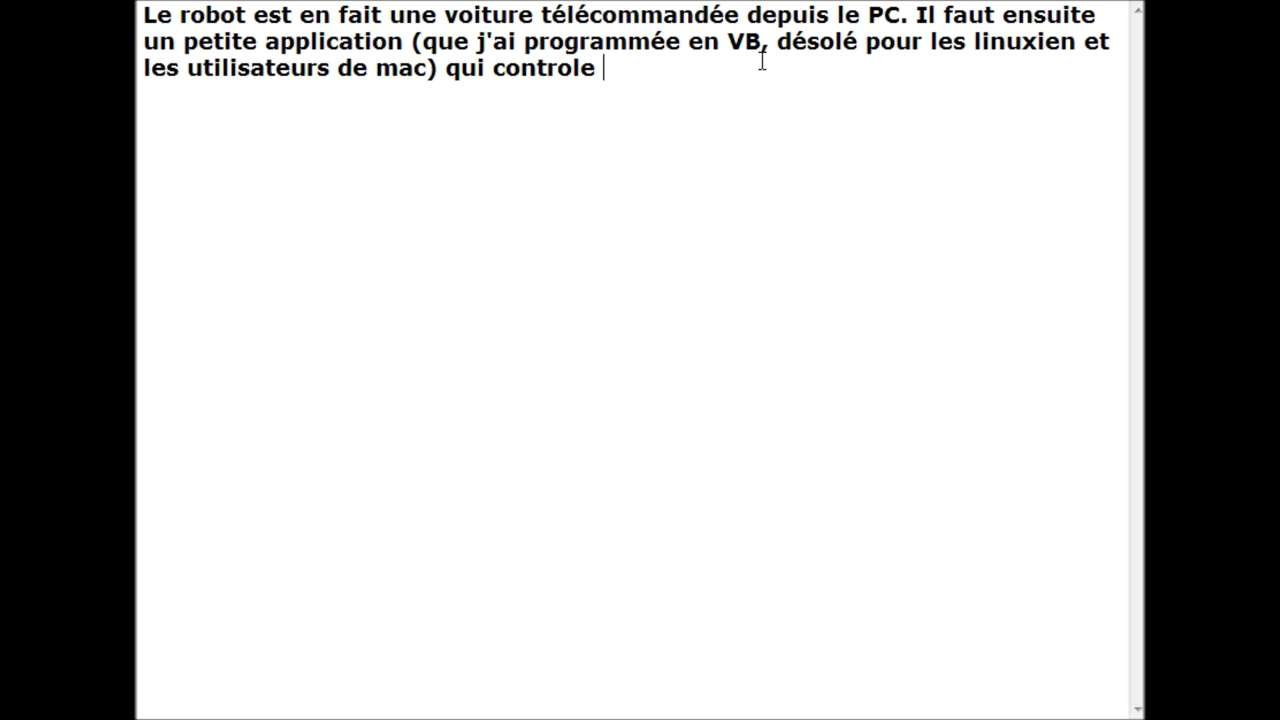 Le robot est en fait une voiture télécommandée depuis le PC. Il faut ensuite
un petite application (que j'ai programmée en VB, désolé pour les linuxien et
les utilisateurs de mac) qui controle